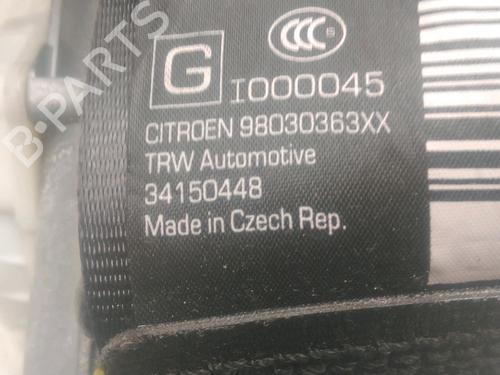 CCC S
G I000045
CITROEN 98030363XX
TRW Automotive
34150448
Made in Czech Rep.
B-PARTS